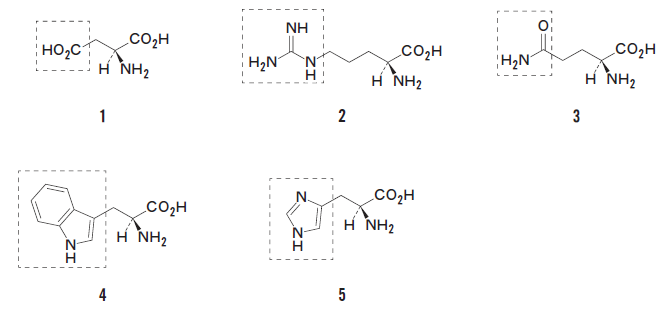 HO₂C CO₂H
H NH₂
1
NH
H₂N N H CO₂H
H NH₂
2
O
H₂N CO₂H
H NH₂
3
N H CO₂H
H NH₂
4
N N H CO₂H
H NH₂
5